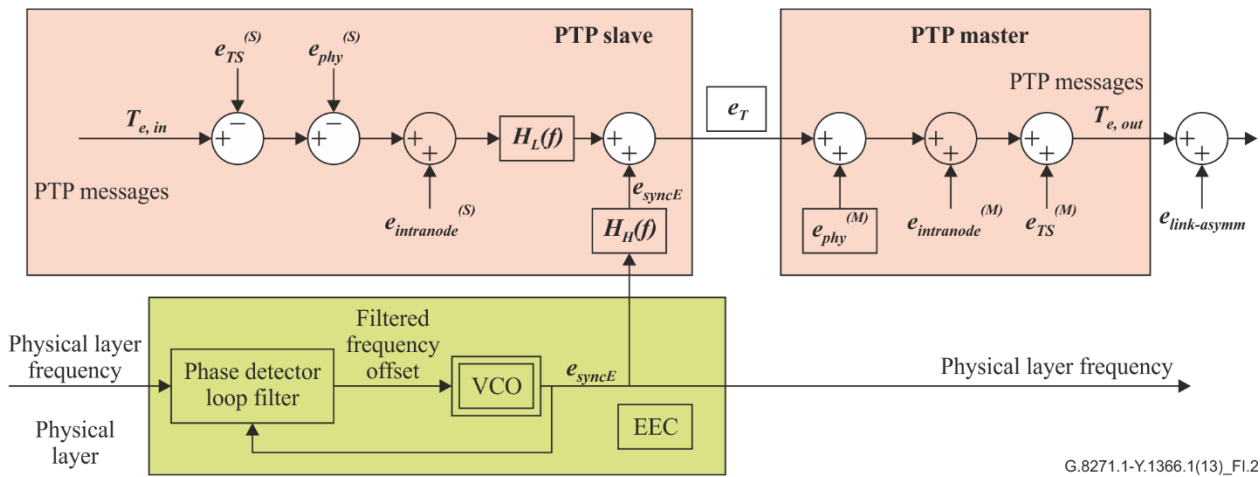 PTP slave
PTP master
e_TS^(S)
e_phy^(S)
PTP messages
T_e, in
− − + + + +
H_L(f)
+ +
e_T
+ + + + + +
T_e, out
+ +
PTP messages
e_intranode^(S)
e_syncE
H_H(f)
e_phy^(M)
e_intranode^(M)
e_TS^(M)
e_link-asymm
Physical layer
frequency
Filtered
frequency
offset
Phase detector
loop filter
VCO
e_syncE
Physical layer frequency
EEC
Physical
layer
G.8271.1-Y.1366.1(13)_FI.2